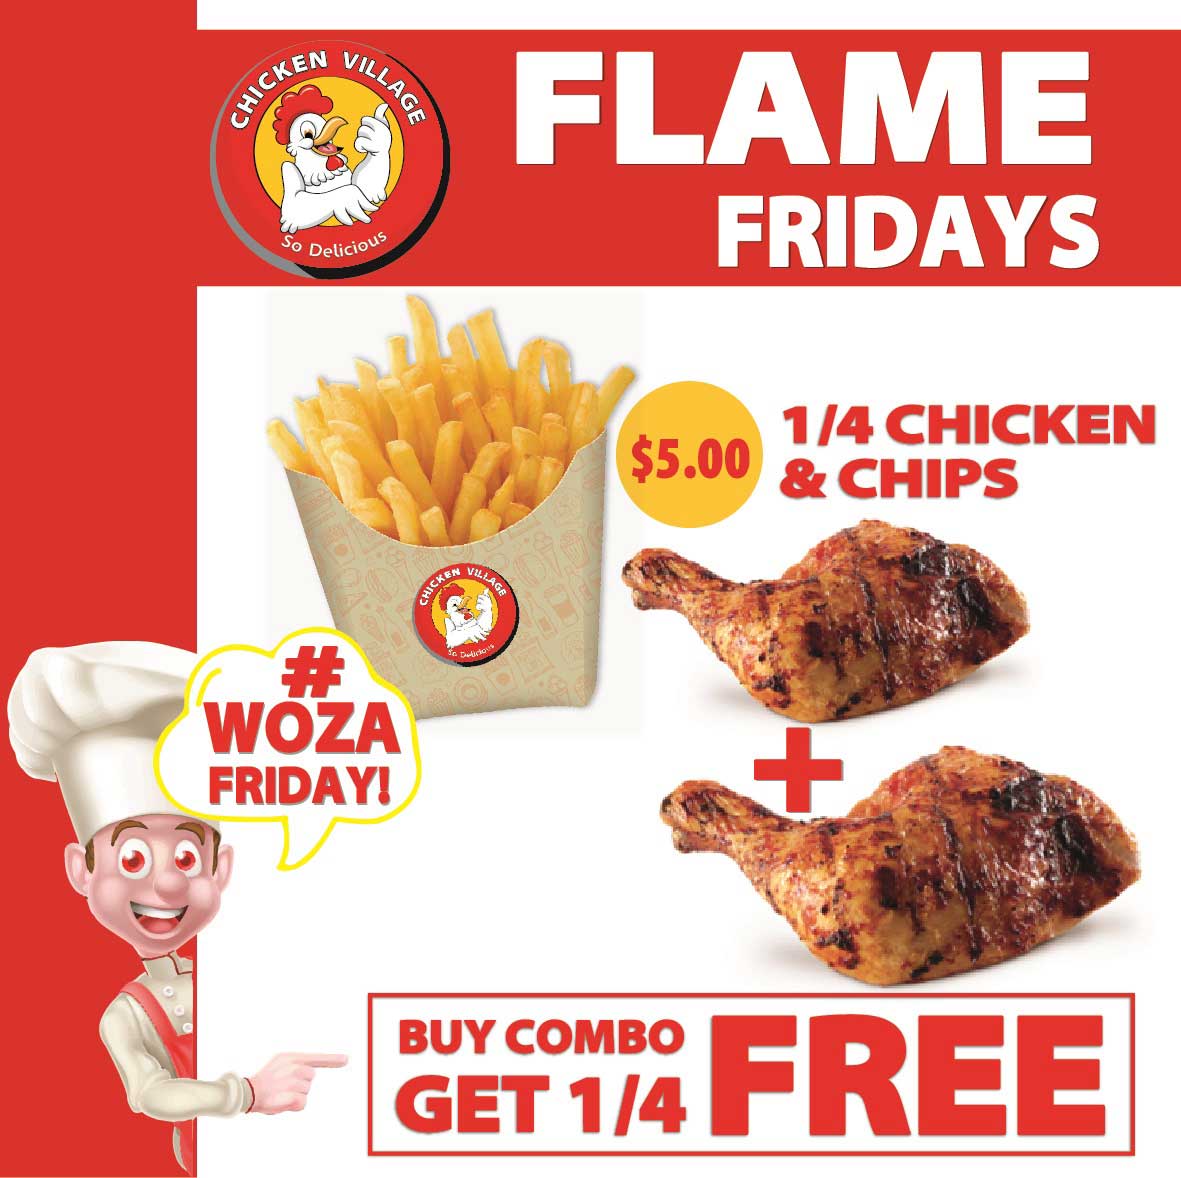 CHICKEN VILLAGE
So Delicious
FLAME
FRIDAYS
$5.00
1/4 CHICKEN
& CHIPS
CHICKEN VILLAGE
So Delicious
#
WOZA
FRIDAY!
+
BUY COMBO
GET 1/4
FREE